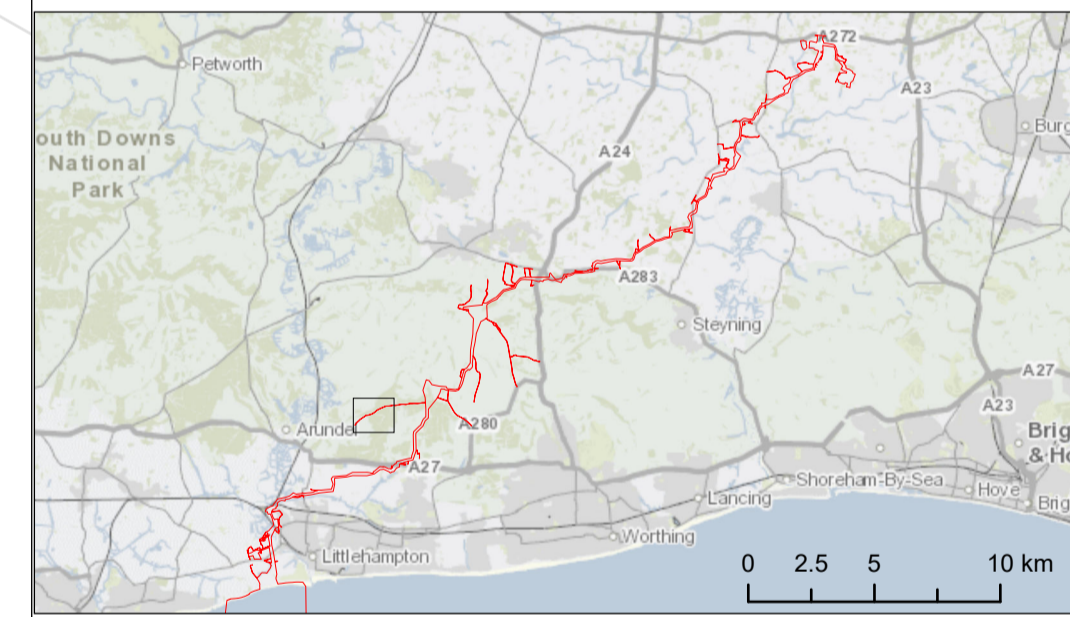 A272
Petworth
A23
Burg
outh Downs
National
Park
A24
A283
Steyning
A27
A23
Arundel
A280
Brig
& Ho
A27
Shoreham-By-Sea
Hove
Lancing
Brig
Worthing
Littlehampton
0 2.5 5 10 km